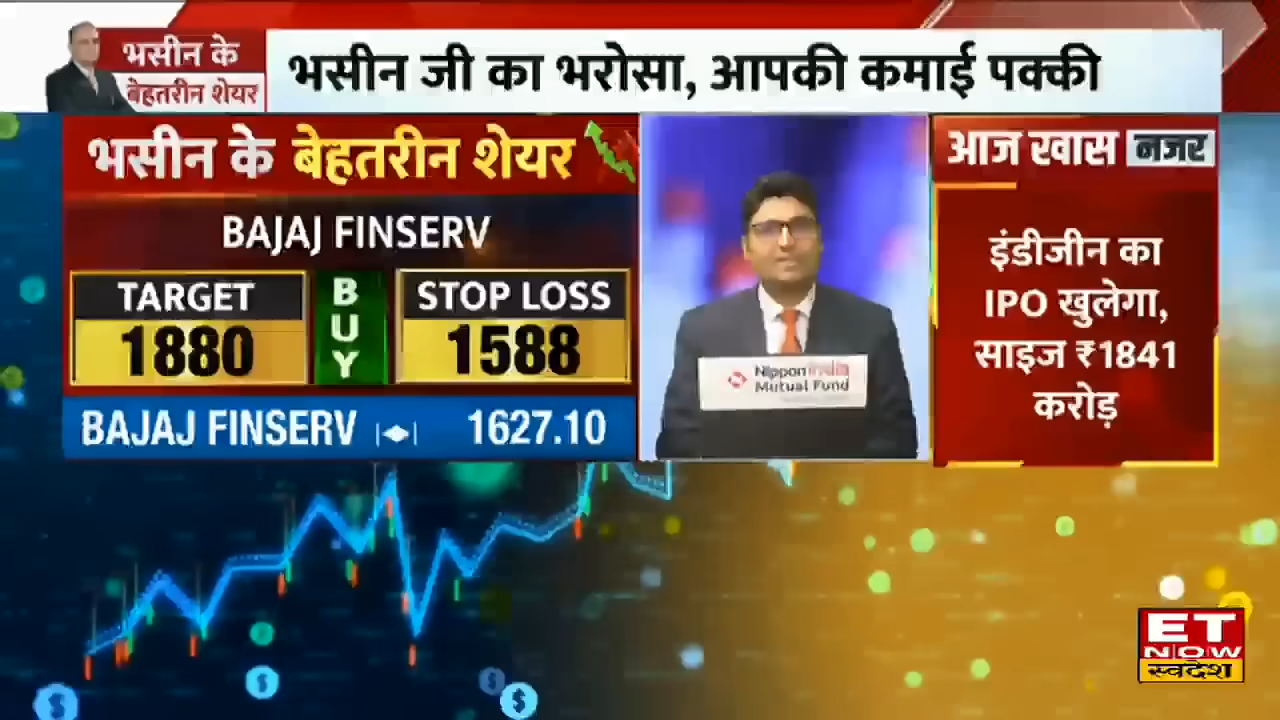 भसीन के
बेहतरीन शेयर
भसीन जी का भरोसा, आपकी कमाई पक्की
भसीन के बेहतरीन शेयर
BAJAJ FINSERV
TARGET
1880
BUY
STOP LOSS
1588
BAJAJ FINSERV 1627.10
Nippon India
Mutual Fund
आज खास नजर
इंडीजीन का
IPO खुलेगा,
साइज ₹1841
करोड़
ET
NOW
स्वदेश